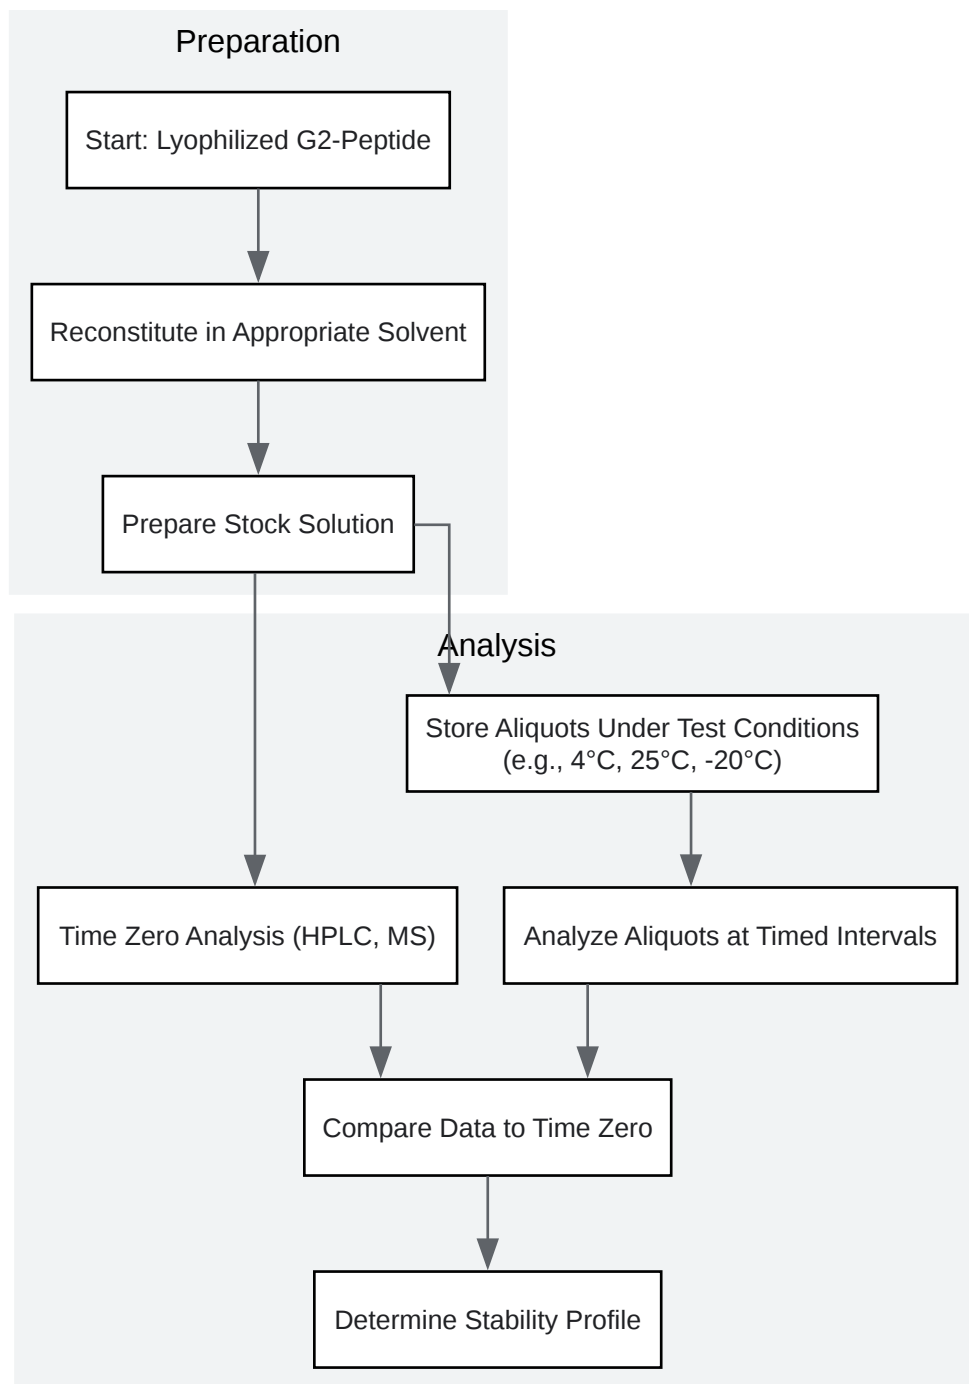 Preparation
Start: Lyophilized G2-Peptide
Reconstitute in Appropriate Solvent
Prepare Stock Solution
Analysis
Store Aliquots Under Test Conditions
(e.g., 4°C, 25°C, -20°C)
Time Zero Analysis (HPLC, MS)
Analyze Aliquots at Timed Intervals
Compare Data to Time Zero
Determine Stability Profile